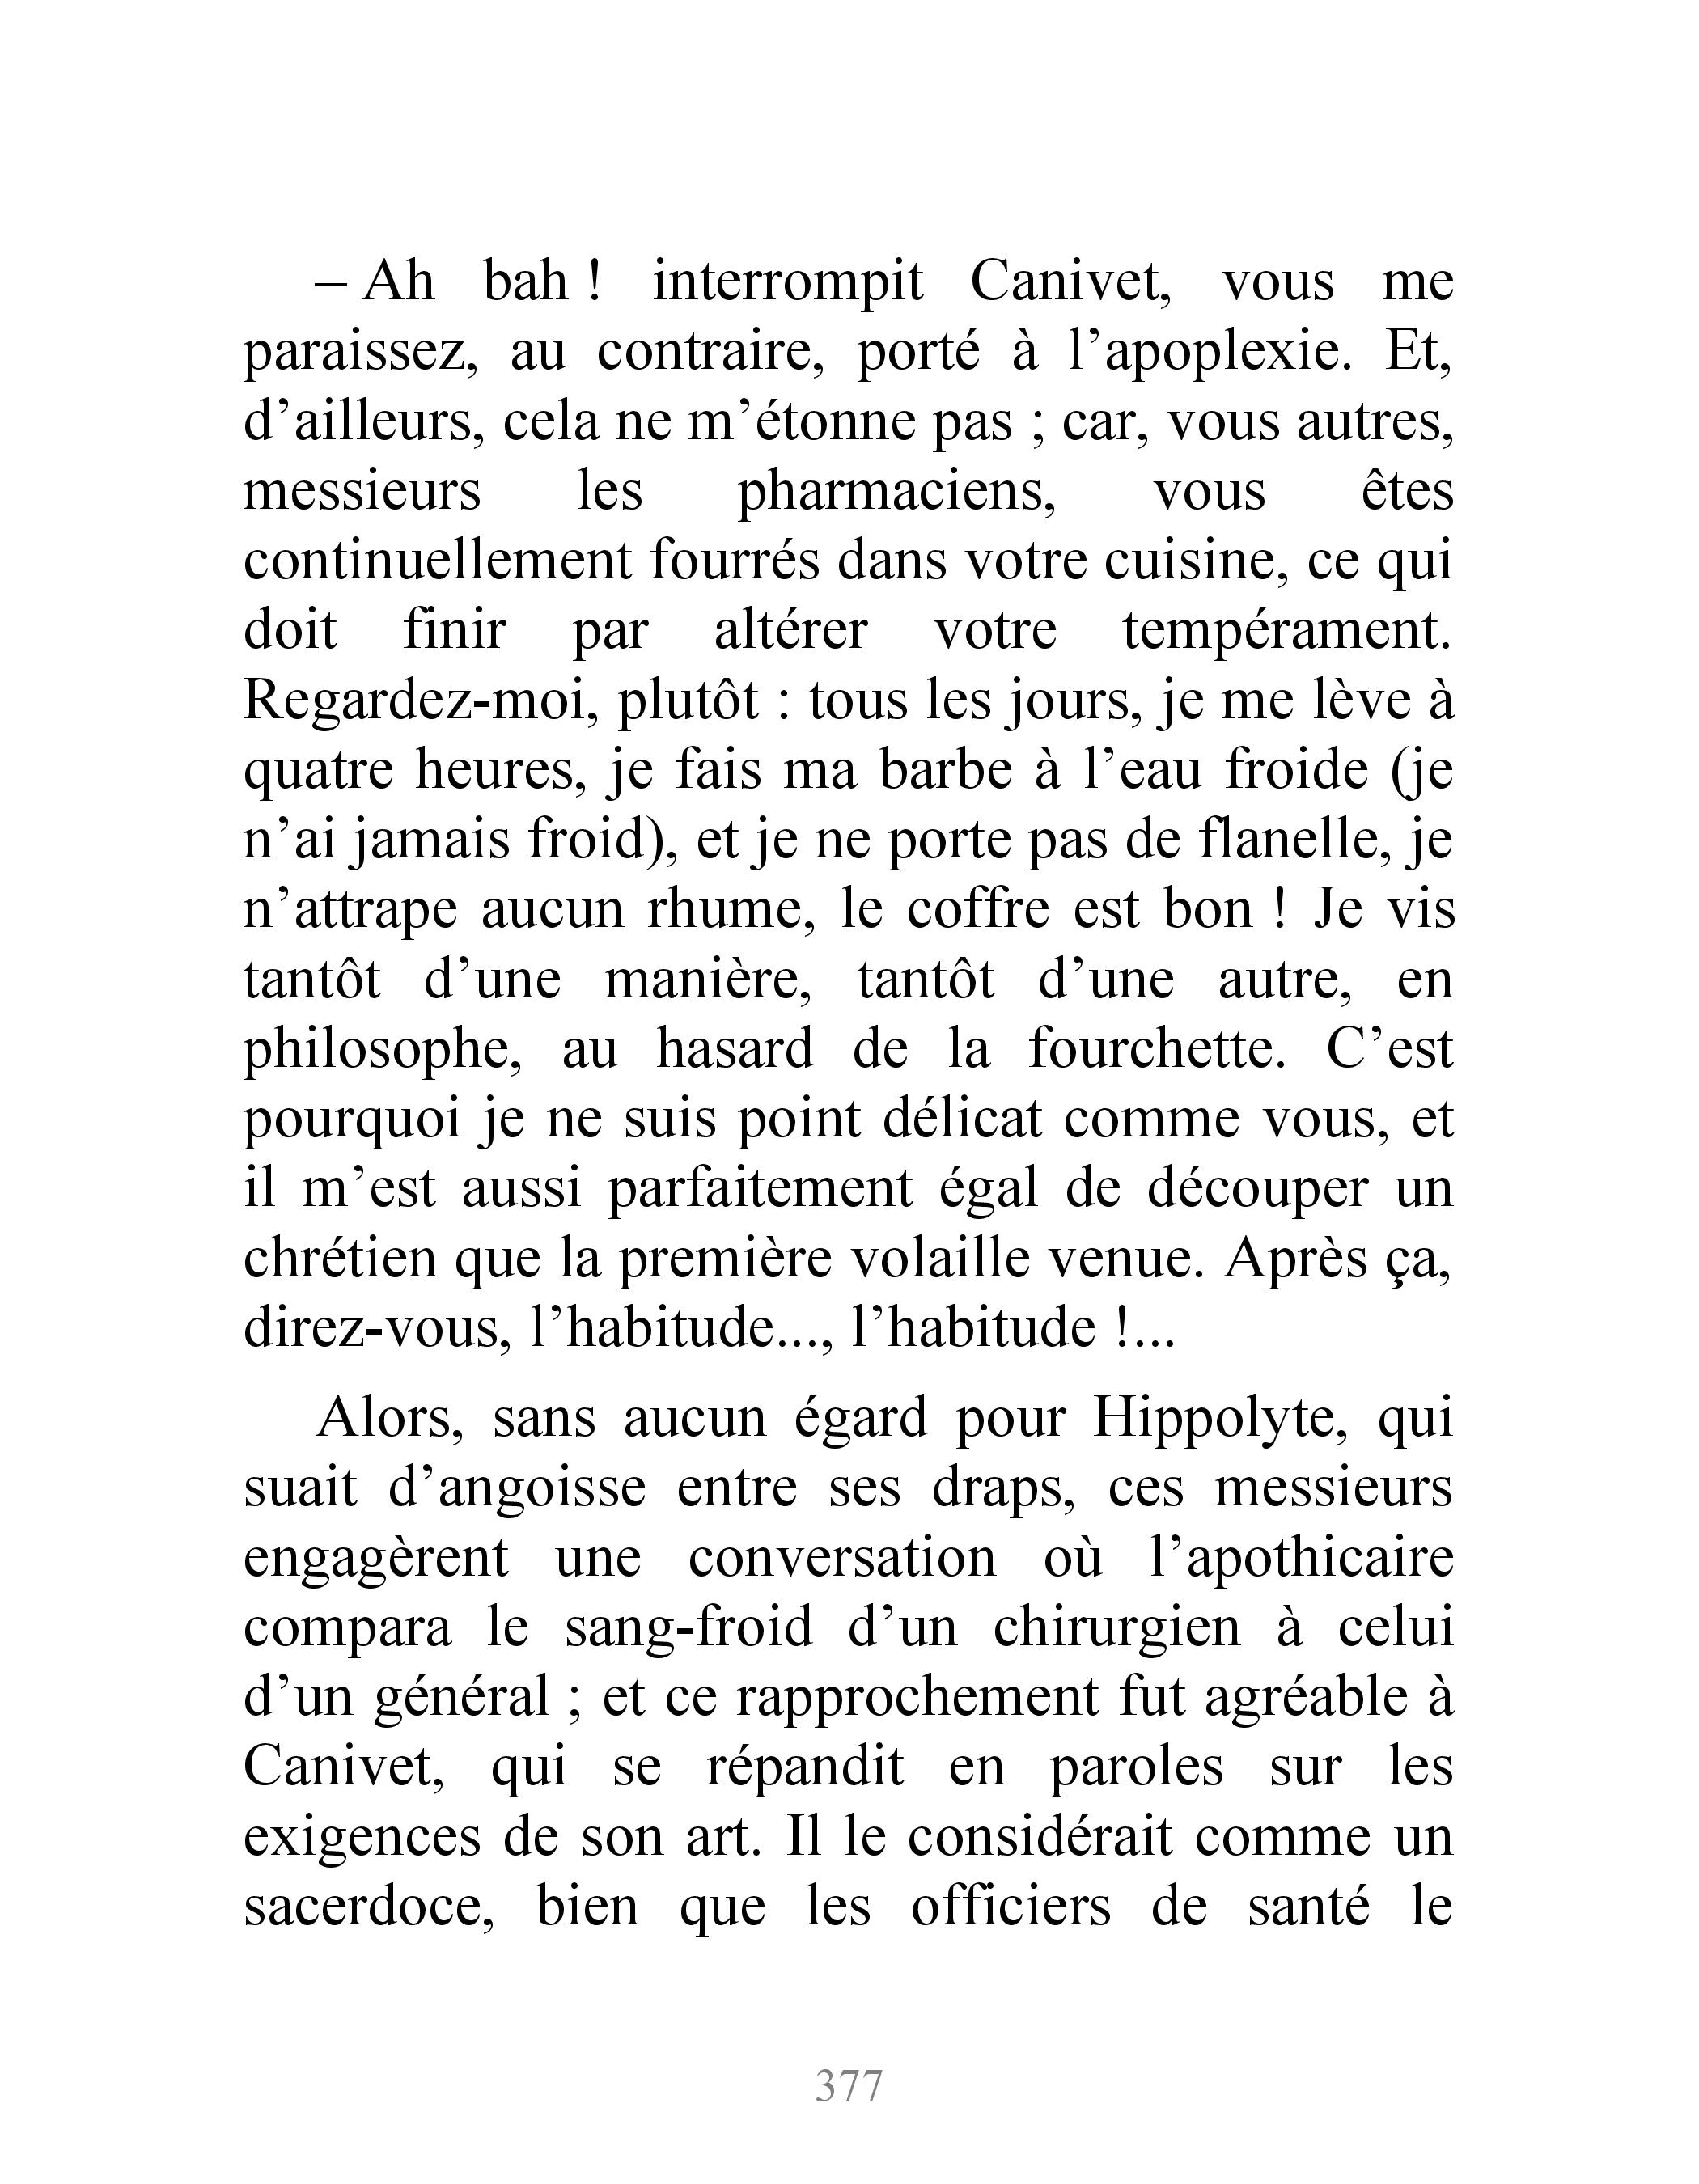 – Ah bah ! interrompit Canivet, vous me
paraissez, au contraire, porté à l’apoplexie. Et,
d’ailleurs, cela ne m’étonne pas ; car, vous autres,
messieurs les pharmaciens, vous êtes
continuellement fourrés dans votre cuisine, ce qui
doit finir par altérer votre tempérament.
Regardez-moi, plutôt : tous les jours, je me lève à
quatre heures, je fais ma barbe à l’eau froide (je
n’ai jamais froid), et je ne porte pas de flanelle, je
n’attrape aucun rhume, le coffre est bon ! Je vis
tantôt d’une manière, tantôt d’une autre, en
philosophe, au hasard de la fourchette. C’est
pourquoi je ne suis point délicat comme vous, et
il m’est aussi parfaitement égal de découper un
chrétien que la première volaille venue. Après ça,
direz-vous, l’habitude..., l’habitude !...
Alors, sans aucun égard pour Hippolyte, qui
suait d’angoisse entre ses draps, ces messieurs
engagèrent une conversation où l’apothicaire
compara le sang-froid d’un chirurgien à celui
d’un général ; et ce rapprochement fut agréable à
Canivet, qui se répandit en paroles sur les
exigences de son art. Il le considérait comme un
sacerdoce, bien que les officiers de santé le
377